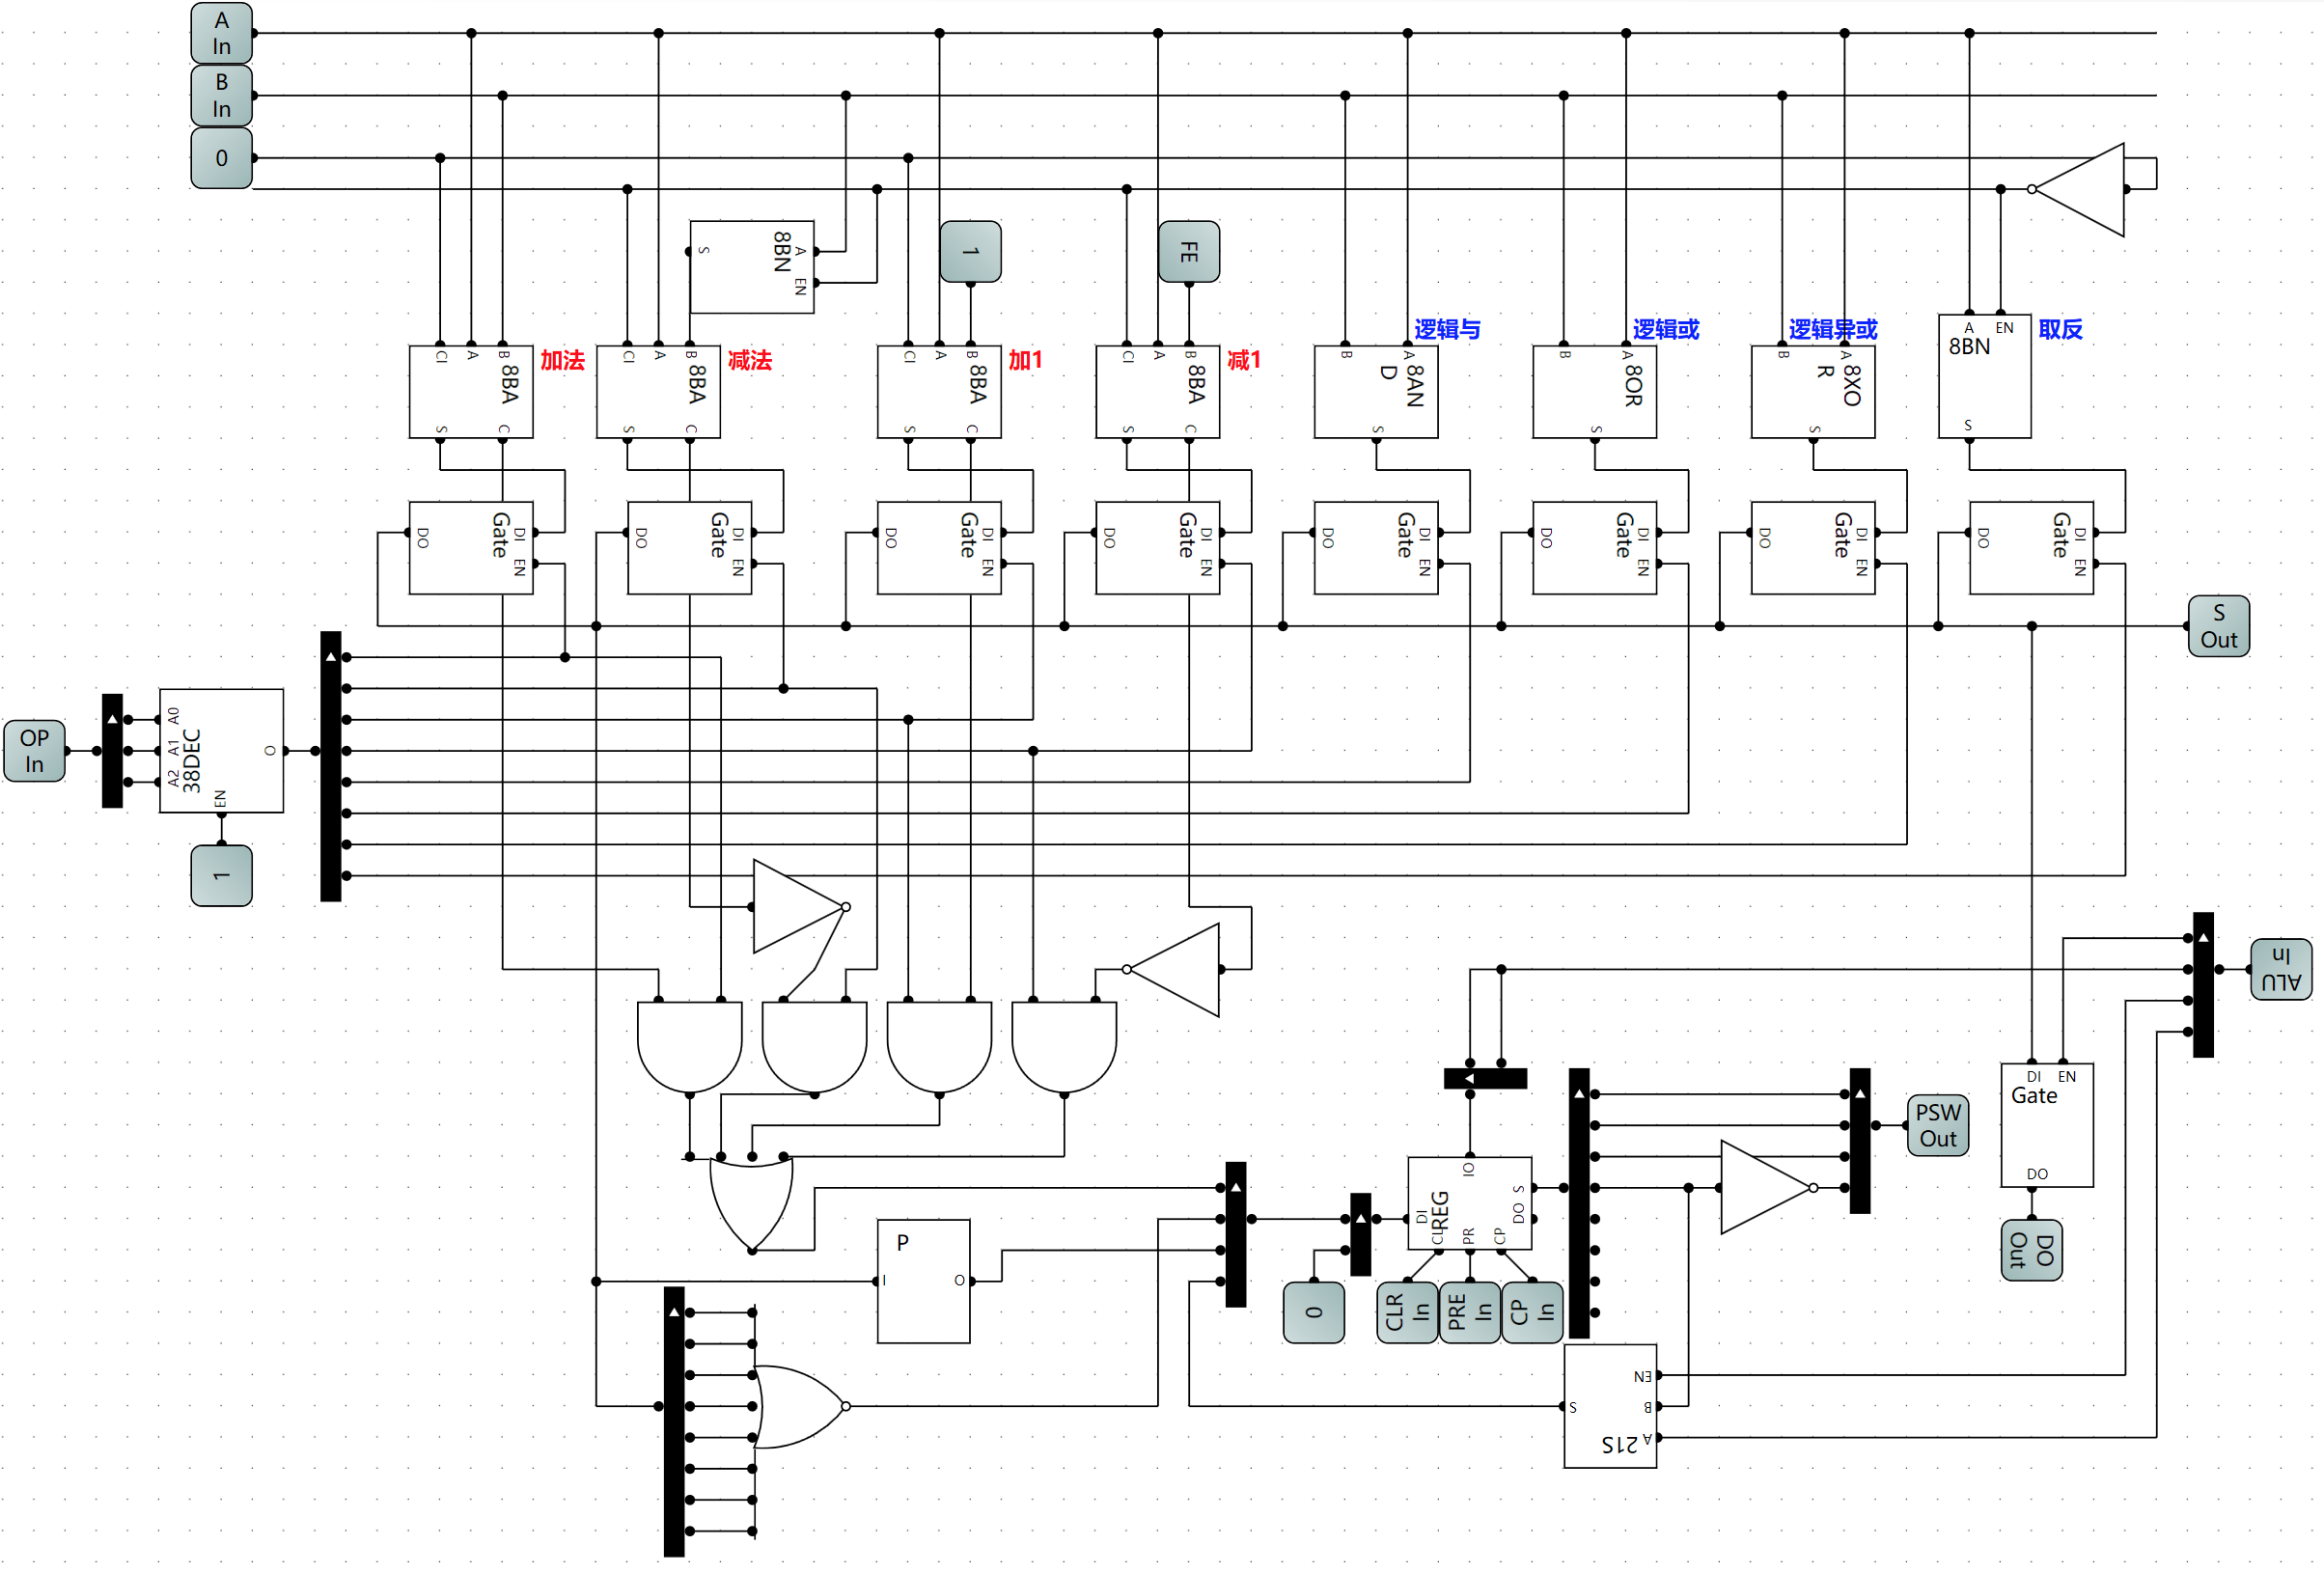 A
In
B
In
0
8BN
A
EN
S
1
FE
CI
A
B
8BA
S
C
加法
CI
A
B
8BA
S
C
减法
CI
A
B
8BA
S
C
加1
CI
A
B
8BA
S
C
减1
逻辑与
B
A
8AN
D
S
逻辑或
B
A
8OR
S
逻辑异或
B
A
8XO
R
S
取反
A
EN
8BN
S
DO
Gate
DI
EN
DO
Gate
DI
EN
DO
Gate
DI
EN
DO
Gate
DI
EN
DO
Gate
DI
EN
DO
Gate
DI
EN
DO
Gate
DI
EN
DO
Gate
DI
EN
S
Out
OP
In
A0
A1
A2
38DEC
EN
O
1
ALU
In
DI
EN
Gate
DO
DO
Out
PSW
Out
IO
DI
CLREG
PR
CP
S
DO
0
CLR
In
PRE
In
CP
In
P
I
O
EN
B
A
S
21S